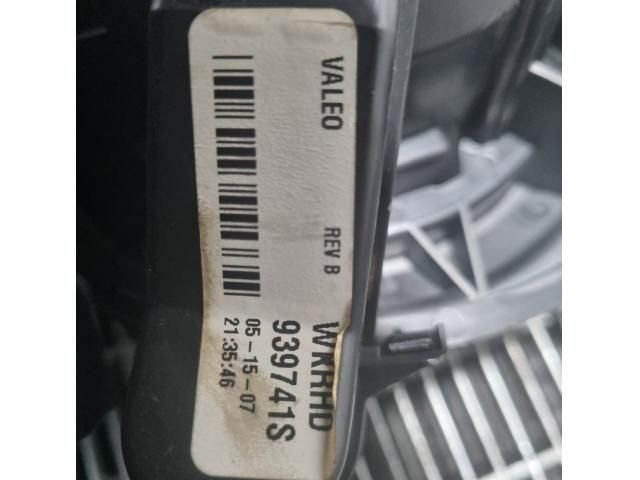 VALEO REV B WKRHD
939741S
05-15-07
21:35:46